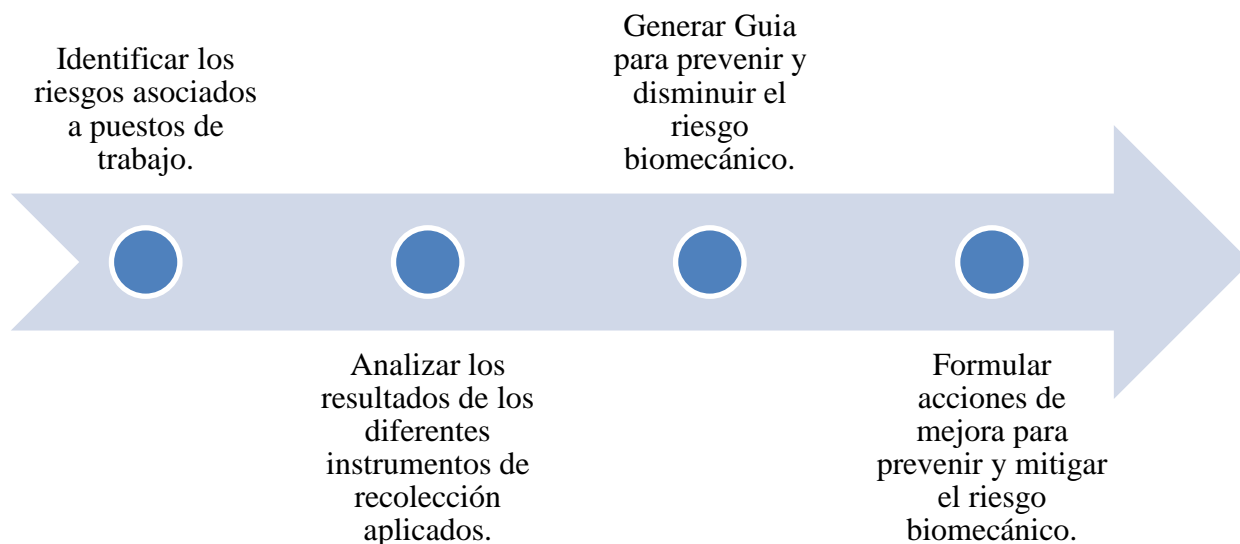 Identificar los
riesgos asociados
a puestos de
trabajo.
Analizar los
resultados de los
diferentes
instrumentos de
recolección
aplicados.
Generar Guia
para prevenir y
disminuir el
riesgo
biomecánico.
Formular
acciones de
mejora para
prevenir y mitigar
el riesgo
biomecánico.